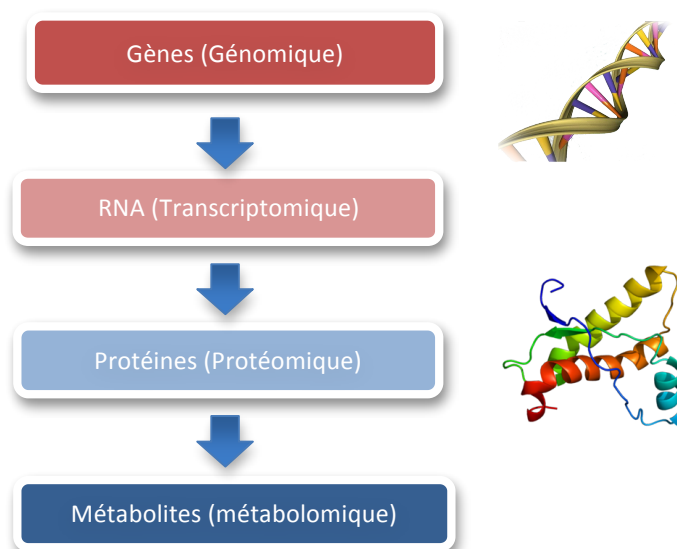 Gènes (Génomique)
RNA (Transcriptomique)
Protéines (Protéomique)
Métabolites (métabolomique)